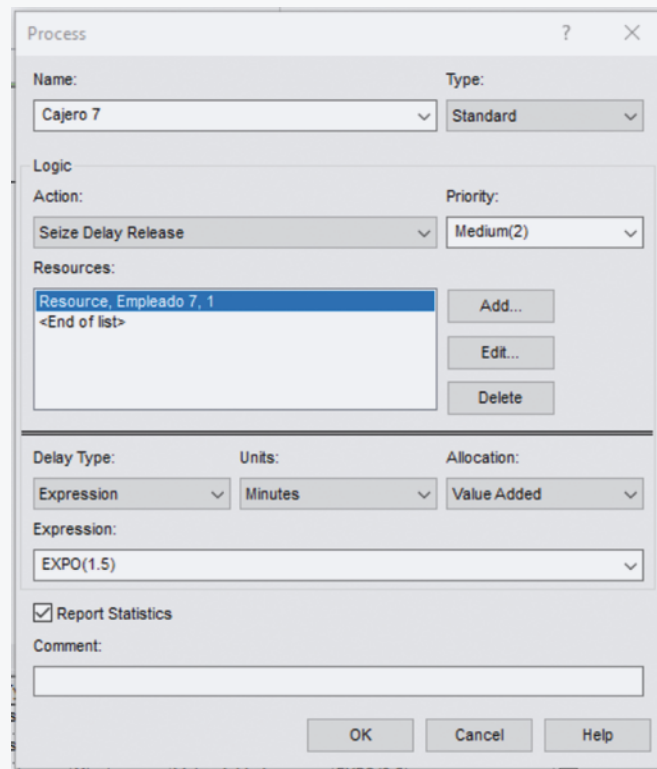 Process
Name: Type:
Cajero 7 Standard
Logic
Action: Priority:
Seize Delay Release Medium(2)
Resources:
Resource, Empleado 7, 1
<End of list>
Add...
Edit...
Delete
Delay Type: Units: Allocation:
Expression Minutes Value Added
Expression:
EXPO(1.5)
Report Statistics
Comment:
OK Cancel Help